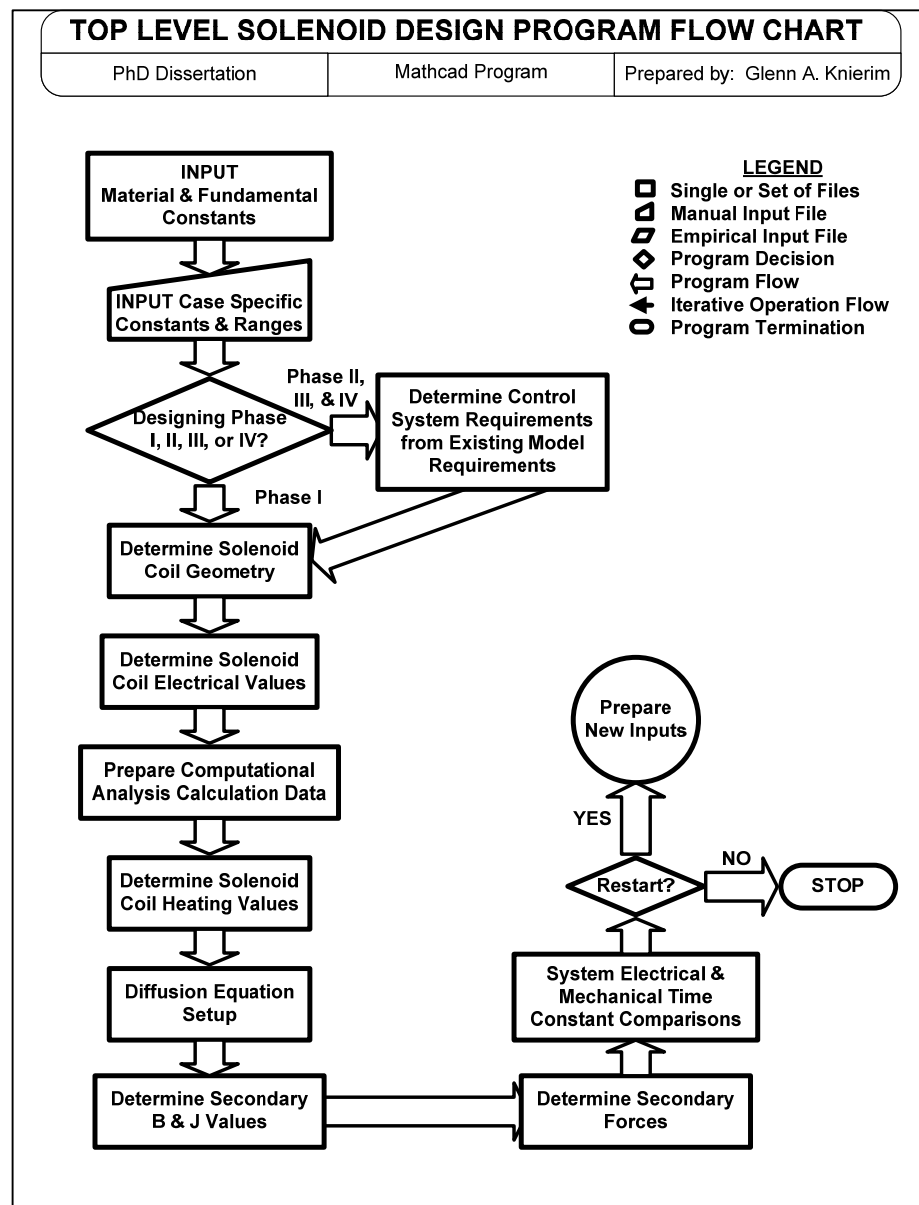 TOP LEVEL SOLENOID DESIGN PROGRAM FLOW CHART
PhD Dissertation
Mathcad Program
Prepared by: Glenn A. Knierim
INPUT
Material & Fundamental
Constants
LEGEND
Single or Set of Files
Manual Input File
Empirical Input File
Program Decision
Program Flow
Iterative Operation Flow
Program Termination
INPUT Case Specific
Constants & Ranges
Phase II,
III, & IV
Designing Phase
I, II, III, or IV?
Determine Control
System Requirements
from Existing Model
Requirements
Phase I
Determine Solenoid
Coil Geometry
Determine Solenoid
Coil Electrical Values
Prepare Computational
Analysis Calculation Data
Determine Solenoid
Coil Heating Values
Diffusion Equation
Setup
Determine Secondary
B & J Values
Determine Secondary
Forces
System Electrical &
Mechanical Time
Constant Comparisons
Restart?
YES
Prepare
New Inputs
NO
STOP